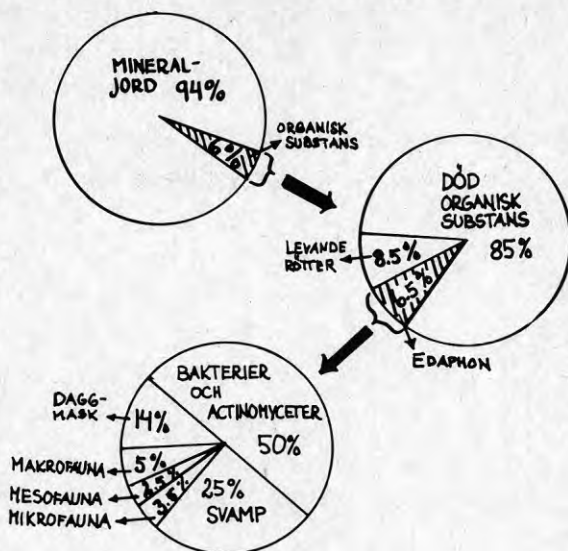 MINERAL-
JORD
94%
6%
ORGANISK
SUBSTANS
DÖD
ORGANISK
SUBSTANS
85%
LEVANDE
RÖTTER
8.5%
6.5%
EDAPHON
BAKTERIER
OCH
ACTINOMYCETER
50%
DAGG-
MASK
14%
MAKROFAUNA
5%
MESOFAUNA
2.5%
MIKROFAUNA
3.5%
25%
SVAMP